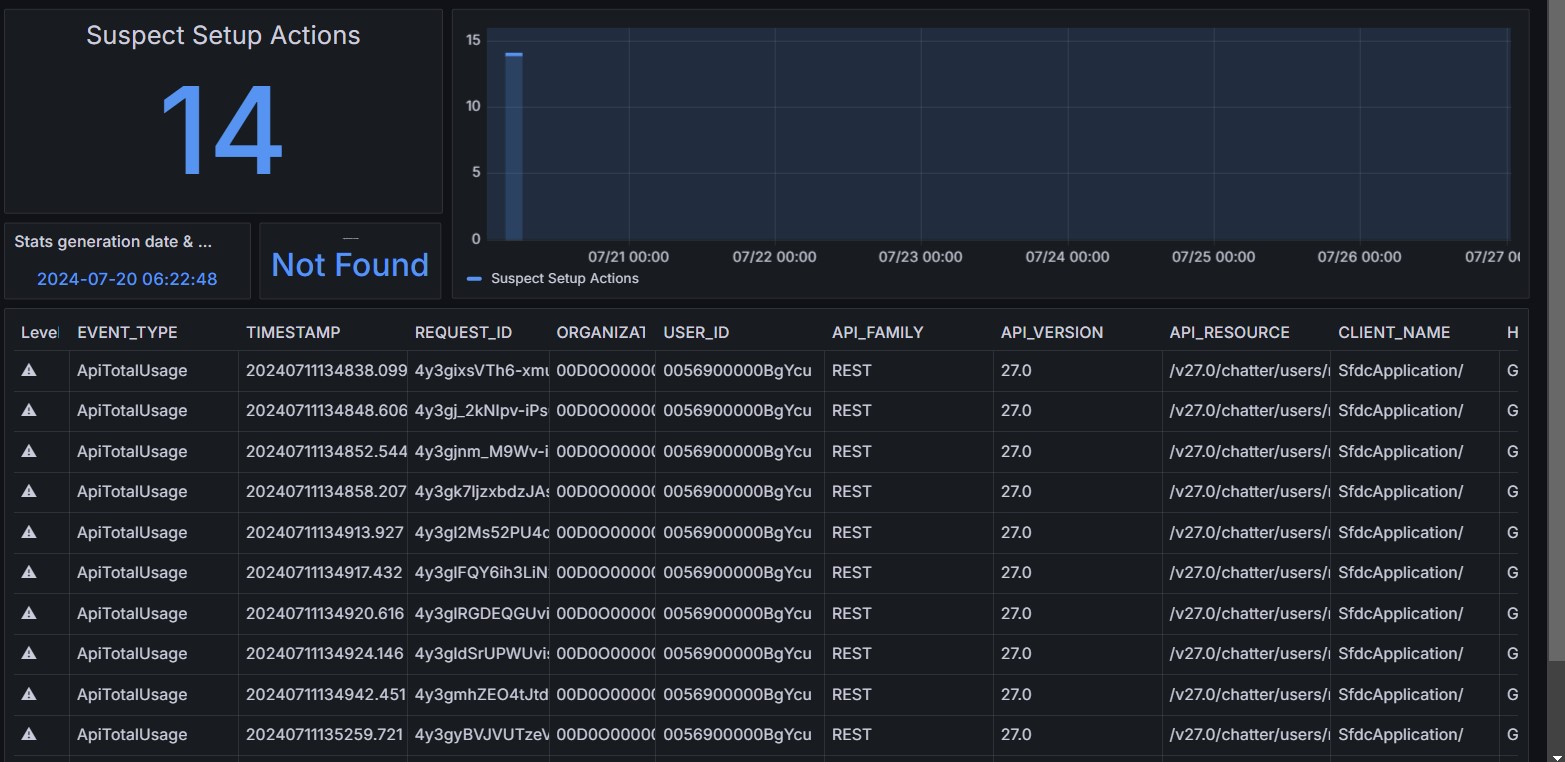 Suspect Setup Actions
14
15
10
5
0
07/21 00:00 07/22 00:00 07/23 00:00 07/24 00:00 07/25 00:00 07/26 00:00 07/27 0
Suspect Setup Actions
Stats generation date & ...
2024-07-20 06:22:48
Not Found
Level EVENT_TYPE TIMESTAMP REQUEST_ID ORGANIZAT USER_ID API_FAMILY API_VERSION API_RESOURCE CLIENT_NAME H
ApiTotalUsage 20240711134838.099 4y3gixsVTh6-xmu 00D0O00000 0056900000BgYcu REST 27.0 /v27.0/chatter/users/ SfdcApplication/ G
ApiTotalUsage 20240711134848.606 4y3gj_2kNlpv-iPs 00D0O00000 0056900000BgYcu REST 27.0 /v27.0/chatter/users/ SfdcApplication/ G
ApiTotalUsage 20240711134852.544 4y3gjnm_M9Wv-i 00D0O00000 0056900000BgYcu REST 27.0 /v27.0/chatter/users/ SfdcApplication/ G
ApiTotalUsage 20240711134858.207 4y3gk7ljzxbdzJAs 00D0O00000 0056900000BgYcu REST 27.0 /v27.0/chatter/users/ SfdcApplication/ G
ApiTotalUsage 20240711134913.927 4y3gl2Ms52PU4c 00D0O00000 0056900000BgYcu REST 27.0 /v27.0/chatter/users/ SfdcApplication/ G
ApiTotalUsage 20240711134917.432 4y3glFQY6ih3LiN 00D0O00000 0056900000BgYcu REST 27.0 /v27.0/chatter/users/ SfdcApplication/ G
ApiTotalUsage 20240711134920.616 4y3glRGDEQGUvi 00D0O00000 0056900000BgYcu REST 27.0 /v27.0/chatter/users/ SfdcApplication/ G
ApiTotalUsage 20240711134924.146 4y3gldSrUPWUvis 00D0O00000 0056900000BgYcu REST 27.0 /v27.0/chatter/users/ SfdcApplication/ G
ApiTotalUsage 20240711134942.451 4y3gmhZEO4tJtd 00D0O00000 0056900000BgYcu REST 27.0 /v27.0/chatter/users/ SfdcApplication/ G
ApiTotalUsage 20240711135259.721 4y3gyBVJVUTzeV 00D0O00000 0056900000BgYcu REST 27.0 /v27.0/chatter/users/ SfdcApplication/ G